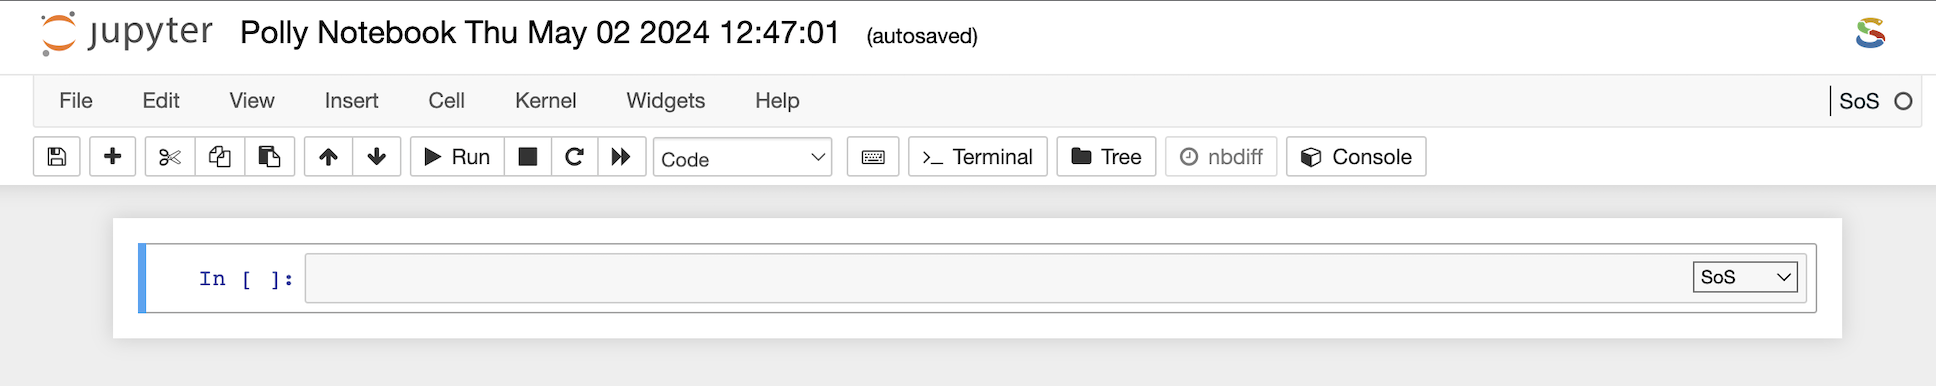 jupyter Polly Notebook Thu May 02 2024 12:47:01 (autosaved)
File Edit View Insert Cell Kernel Widgets Help SoS
Run Code >_ Terminal Tree nbdiff Console
In [ ]: SoS